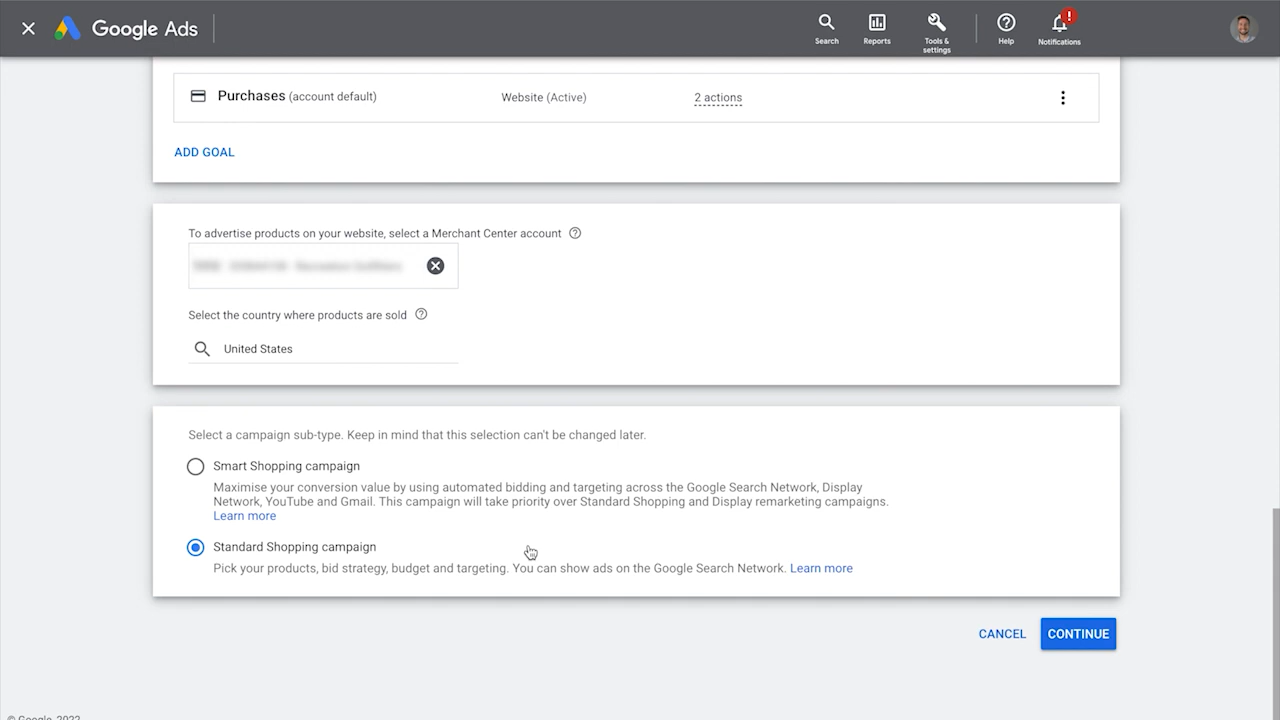 Google Ads
Search
Reports
Tools &
settings
Help
!
Notifications
Purchases (account default)
Website (Active)
2 actions
ADD GOAL
To advertise products on your website, select a Merchant Center account
Select the country where products are sold
United States
Select a campaign sub-type. Keep in mind that this selection can't be changed later.
Smart Shopping campaign
Maximise your conversion value by using automated bidding and targeting across the Google Search Network, Display
Network, YouTube and Gmail. This campaign will take priority over Standard Shopping and Display remarketing campaigns.
Learn more
Standard Shopping campaign
Pick your products, bid strategy, budget and targeting. You can show ads on the Google Search Network. Learn more
CANCEL
CONTINUE
© Google, 2022